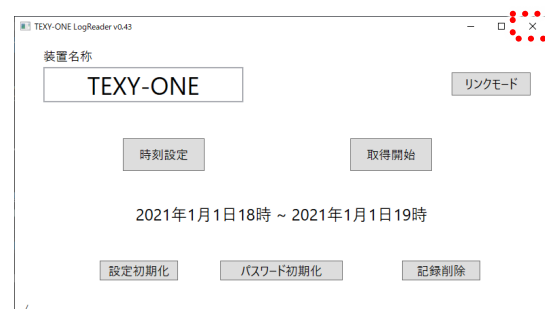 TEXY-ONE LogReader v0.43
装置名称
TEXY-ONE
リンクモード
時刻設定
取得開始
2021年1月1日18時 ~ 2021年1月1日19時
設定初期化
パスワード初期化
記録削除
/